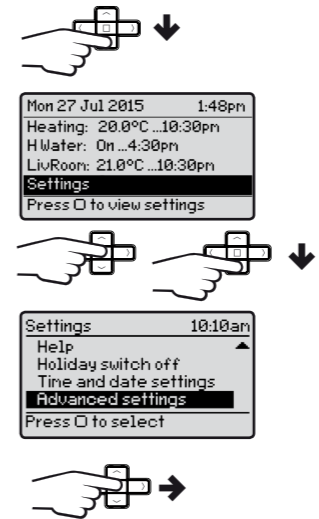 Mon 27 Jul 2015 1:48pm
Heating: 20.0°C ...10:30pm
H Water: On ...4:30pm
LivRoom: 21.0°C ...10:30pm
Settings
Press □ to view settings
Settings 10:10am
Help
Holiday switch off
Time and date settings
Advanced settings
Press □ to select